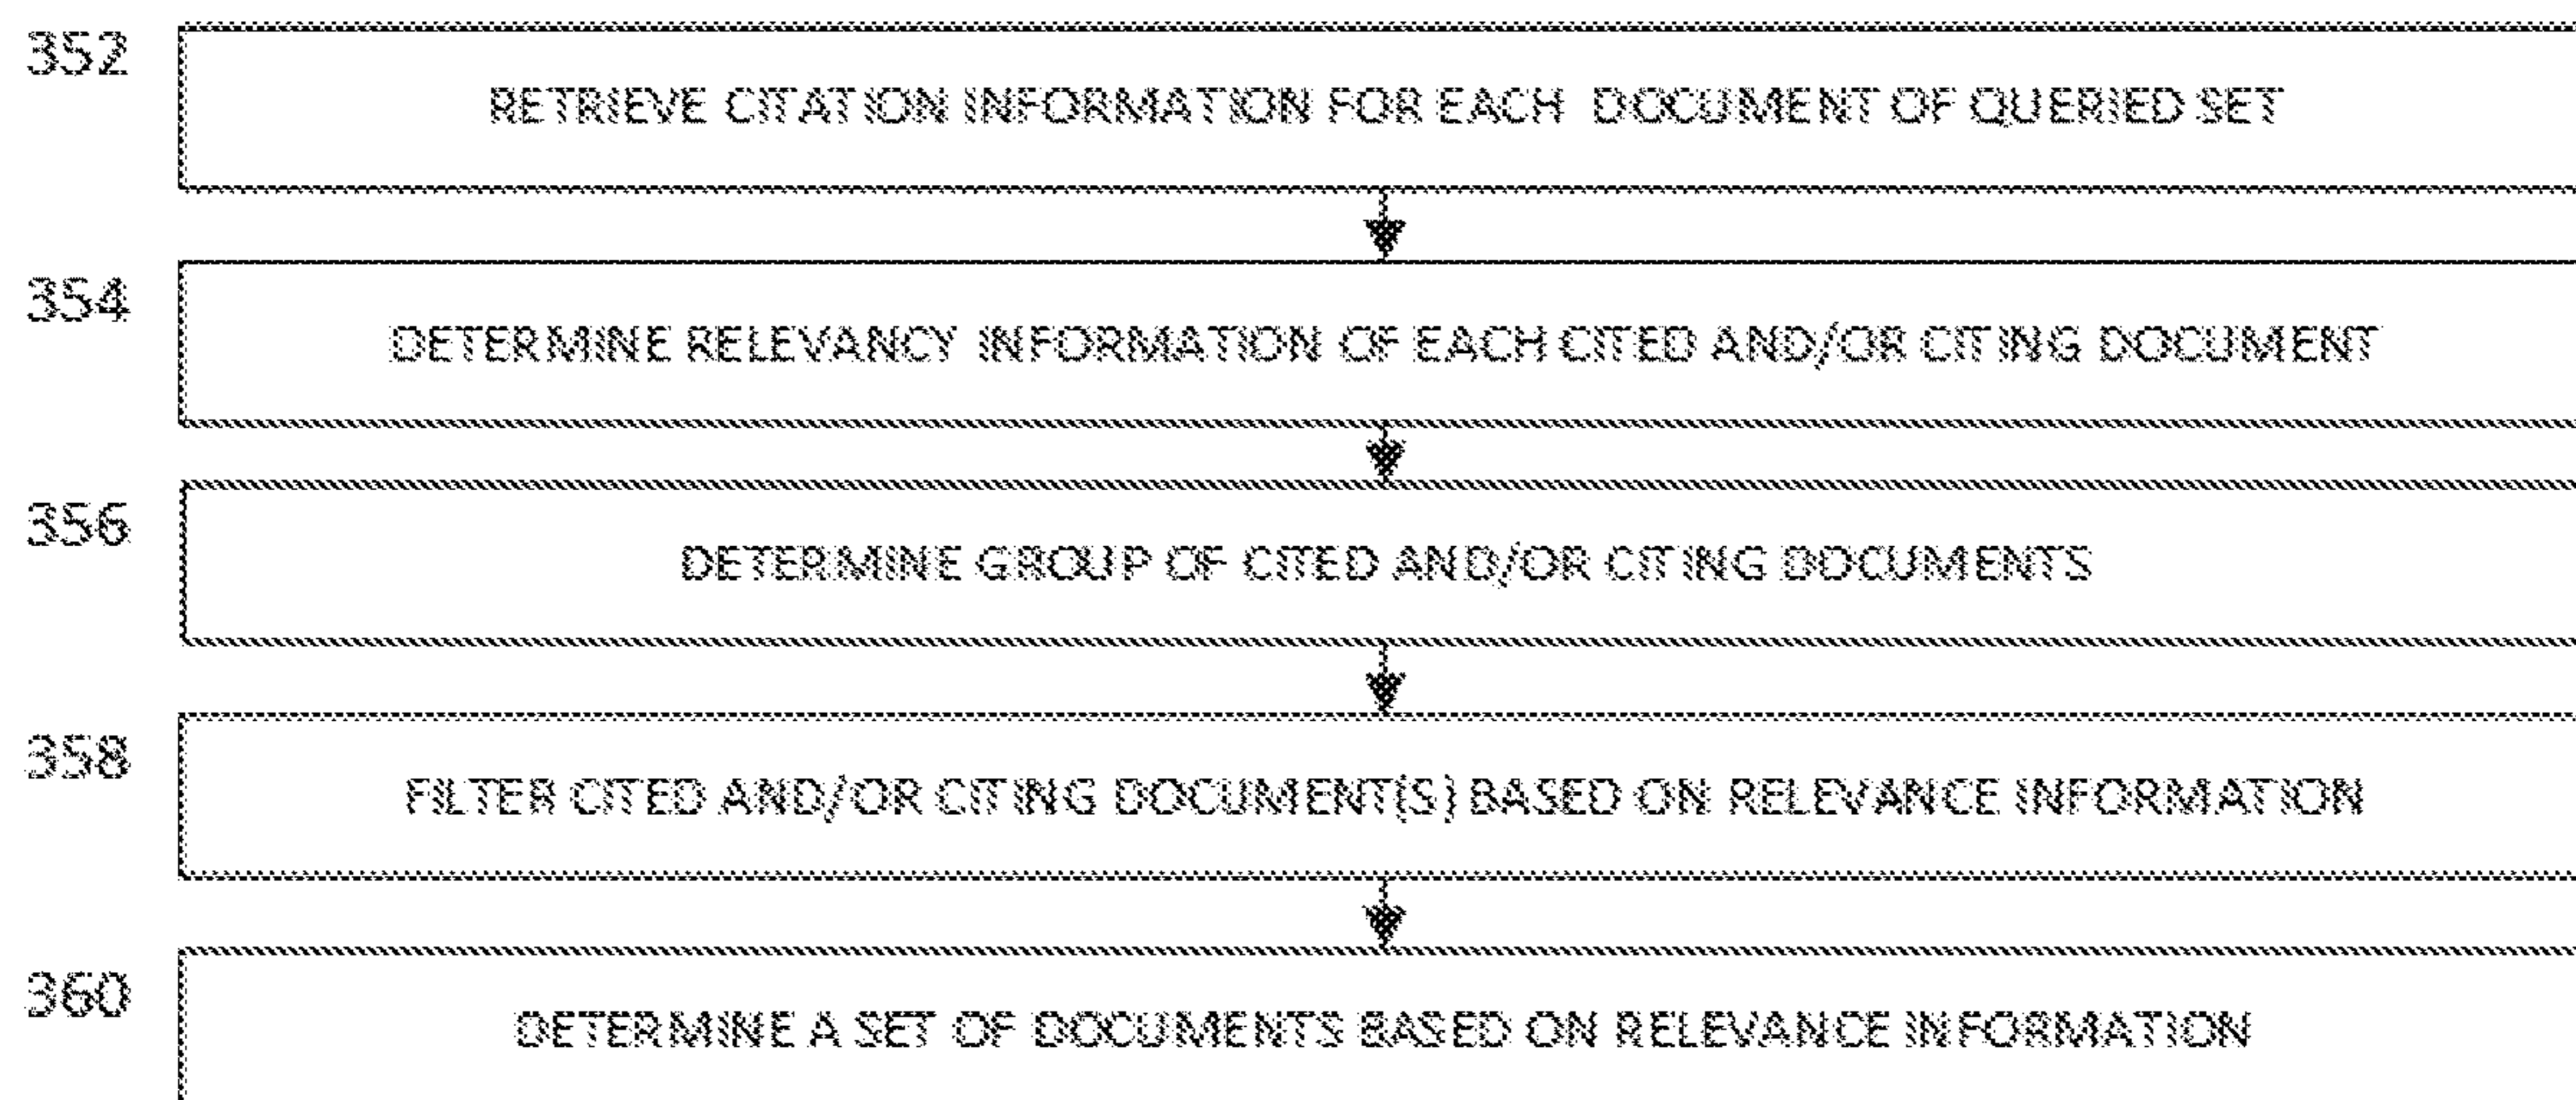 352
RETRIEVE CITATION INFORMATION FOR EACH DOCUMENT OF QUERIED SET
354
DETERMINE RELEVANCY INFORMATION OF EACH CITED AND/OR CITING DOCUMENT
356
DETERMINE GROUP OF CITED AND/OR CITING DOCUMENTS
358
FILTER CITED AND/OR CITING DOCUMENT(S) BASED ON RELEVANCE INFORMATION
360
DETERMINE A SET OF DOCUMENTS BASED ON RELEVANCE INFORMATION